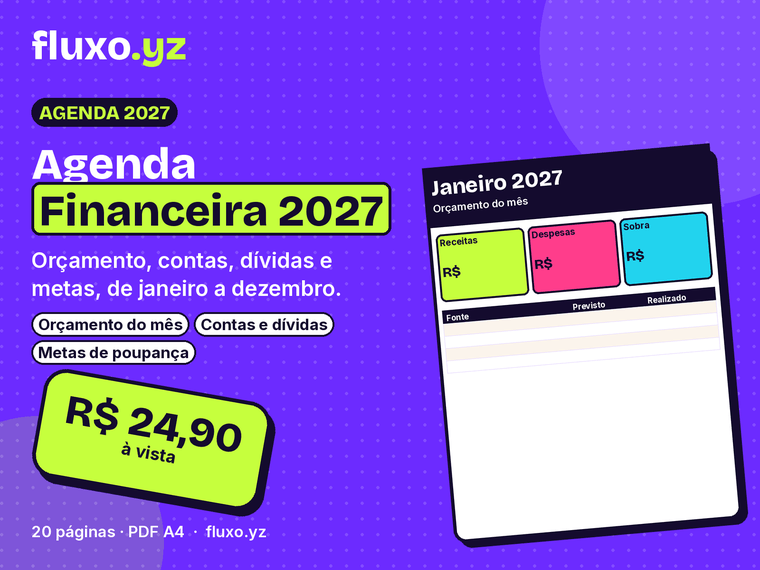 fluxo.yz
AGENDA 2027
Agenda
Financeira 2027
Orçamento, contas, dívidas e
metas, de janeiro a dezembro.
Orçamento do mês
Contas e dívidas
Metas de poupança
R$ 24,90
à vista
20 páginas · PDF A4 · fluxo.yz
Janeiro 2027
Orçamento do mês
Receitas
R$
Despesas
R$
Sobra
R$
Fonte Previsto Realizado